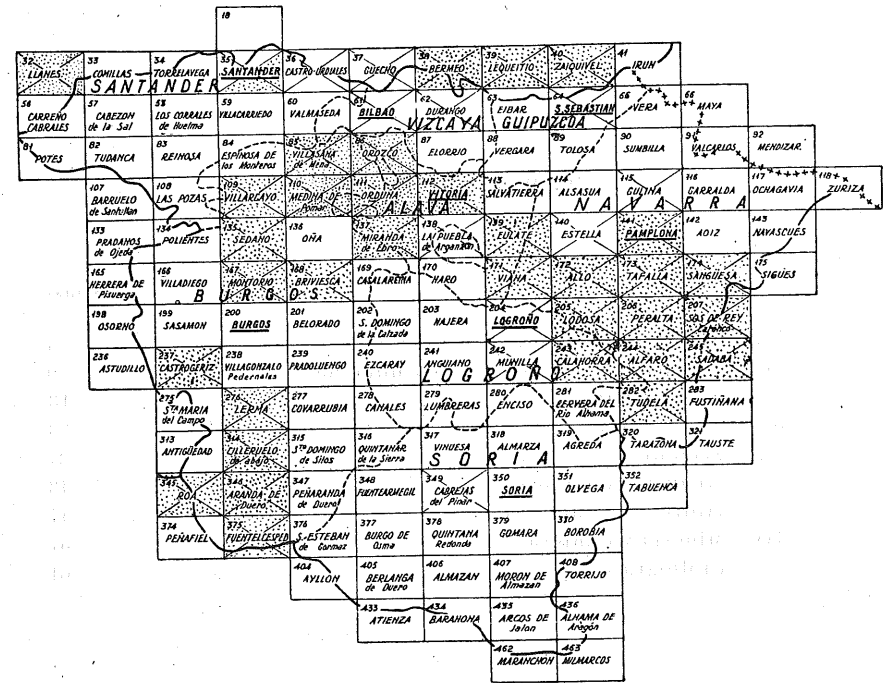 18
32 33 34 35 36 37 38 39 40 41
LLANES COMILLAS TORRELAVEGA SANTANDER CASTRO-URDIALES GUECHO BERMEO LEQUEITIO ZAIQUIVEL IRUN
SANTANDER
56 57 58 59 60 61 62 63 64 65 66
CARREÑO CABEZON LOS CORRALES VILLACARRIEDO VALMASEDA BILBAO DURANGO EIBAR S.SEBASTIAN VERA MAYA
CABRALES de la Sal de Huelma
VIZCAYA GUIPUZCOA
81 82 83 84 85 86 87 88 89 90 91 92
POTES TUDANCA REINOSA ESPINOSA DE VILLASANA OROZCO ELORRIO VERGARA TOLOSA SUMBILLA VALCARLOS MENDIZAR.
los Monteros de Mena
107 108 109 110 111 112 113 114 115 116 117 118
BARRUELO LAS POZAS VILLARCAYO MEDINA de ORDUÑA VITORIA SALVATIERRA ALSASUA GULINA GARRALDA OCHAGAVIA ZURIZA
de Santullan Pomar
ALAVA NAVARRA
133 134 135 136 137 138 139 140 141 142 143
PRADANOS POLIENTES SEDANO OÑA MIRANDA LA PUEBLA EULATE ESTELLA PAMPLONA AOIZ NAVASCUES
de Ojeda de Ebro de Arganzon
165 166 167 168 169 170 171 172 173 174 175
HERRERA DE VILLADIEGO MONTORIO BRIVIESCA CASALAREINA HARO VIANA ALLO TAFALLA SANGÜESA SIGÜES
Pisuerga
BURGOS
198 199 200 201 202 203 204 205 206 207
OSORNO SASAMON BURGOS BELORADO S. DOMINGO NAJERA LOGROÑO LODOSA PERALTA SOS DE REY
de la Calzada Catolico
236 237 238 239 240 241 242 243 244 245
ASTUDILLO CASTROGERIZ VILLAGONZALO PRADOLUENGO EZCARAY ANGUIANO MUNILLA CALAHORRA ALFARO SADABA
Pedernales
LOGROÑO
275 276 277 278 279 280 281 282 283
Sta MARIA LERMA COVARRUBIA CANALES LUMBRERAS ENCISO CERVERA DEL TUDELA FUSTIÑANA
del Campo Rio Alhama
313 314 315 316 317 318 319 320 321
ANTIGÜEDAD CILLERUELO Sto DOMINGO QUINTANAR VINUESA ALMARZA AGREDA TARAZONA TAUSTE
de abajo de Silos de la Sierra
SORIA
345 346 347 348 349 350 351 352
ROA ARANDA DE PEÑARANDA FUENTEARMEGIL CABREJAS SORIA OLVEGA TABUENCA
Duero de Duero del Pinar
374 375 376 377 378 379 330
PEÑAFIEL FUENTELCESPED S. ESTEBAN BURGO DE QUINTANA GOMARA BOROBIA
de Gormaz Osma Redonda
404 405 406 407 408
AYLLON BERLANGA ALMAZAN MORON DE TORRIJO
de Duero Almazan
433 434 435 436
ATIENZA BARAHONA ARCOS DE ALHAMA DE
Jalon Aragón
462 463
MARANCHON MILMARCOS